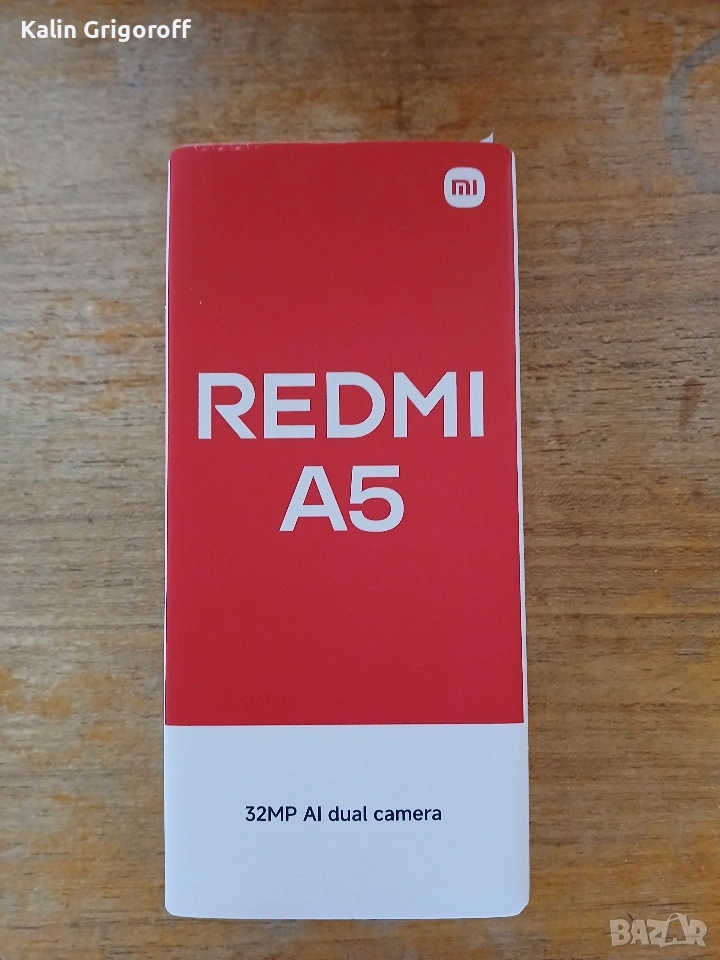 Kalin Grigoroff
mi
REDMI
A5
32MP AI dual camera
BAZAR